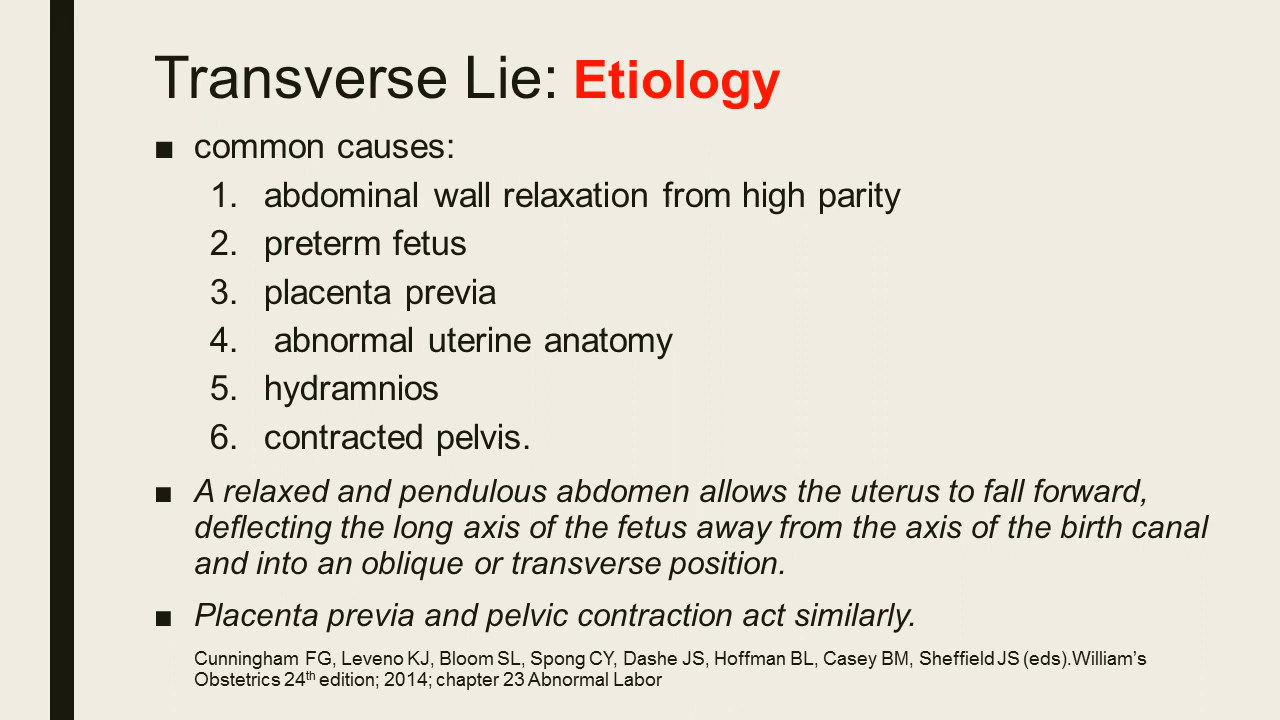 Transverse Lie: Etiology
■ common causes:
1. abdominal wall relaxation from high parity
2. preterm fetus
3. placenta previa
4. abnormal uterine anatomy
5. hydramnios
6. contracted pelvis.
■ A relaxed and pendulous abdomen allows the uterus to fall forward,
deflecting the long axis of the fetus away from the axis of the birth canal
and into an oblique or transverse position.
■ Placenta previa and pelvic contraction act similarly.
Cunningham FG, Leveno KJ, Bloom SL, Spong CY, Dashe JS, Hoffman BL, Casey BM, Sheffield JS (eds).William’s
Obstetrics 24th edition; 2014; chapter 23 Abnormal Labor